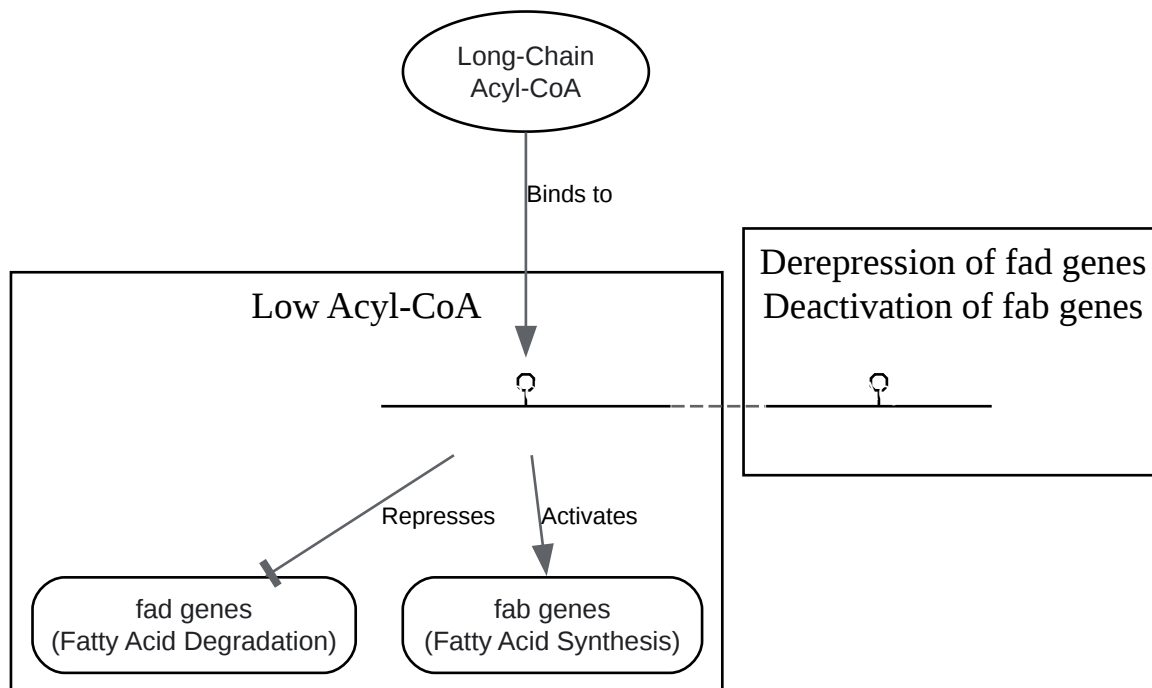 Long-Chain
Acyl-CoA
Binds to
Derepression of fad genes
Deactivation of fab genes
Low Acyl-CoA
Represses
Activates
fad genes
(Fatty Acid Degradation)
fab genes
(Fatty Acid Synthesis)